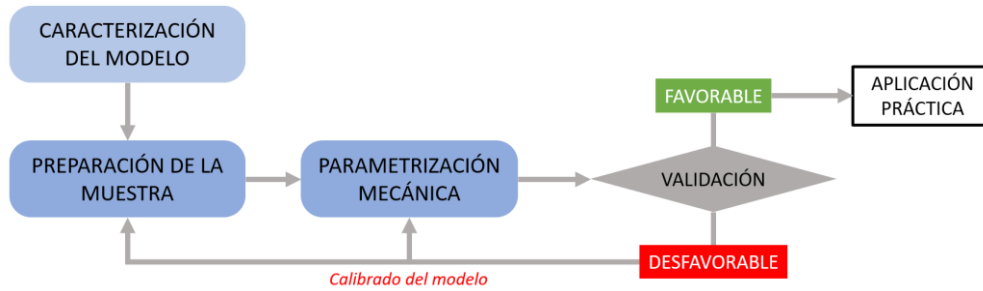 CARACTERIZACIÓN
DEL MODELO
FAVORABLE
APLICACIÓN
PRÁCTICA
PREPARACIÓN DE LA
MUESTRA
PARAMETRIZACIÓN
MECÁNICA
VALIDACIÓN
DESFAVORABLE
Calibrado del modelo